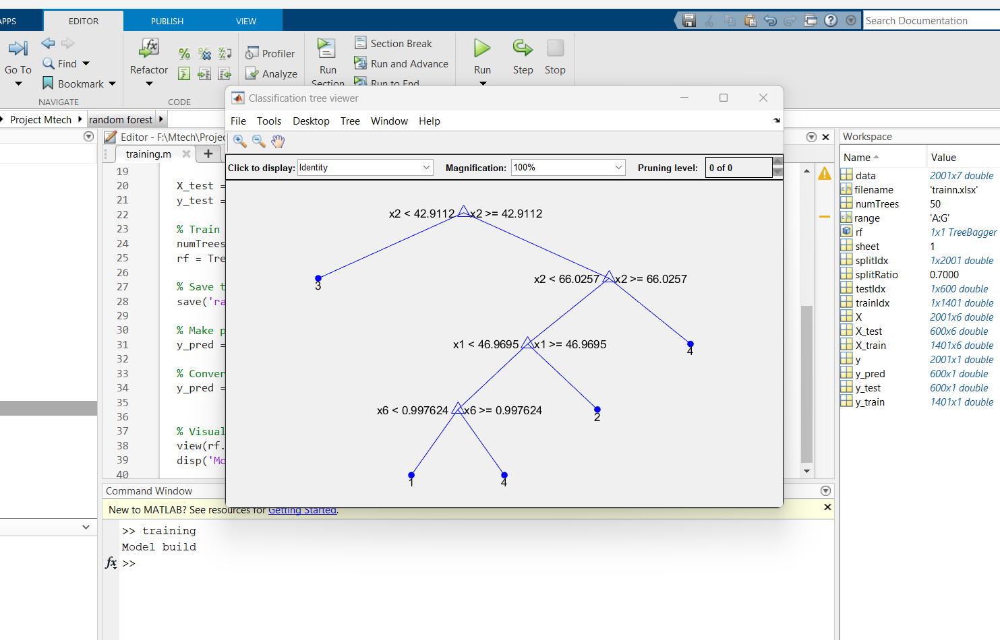 APPS EDITOR PUBLISH VIEW Search Documentation
Go To Find Bookmark NAVIGATE
Refactor CODE
Profiler
Analyze
Run Section
Section Break
Run and Advance
Run to End
Run Step Stop
Project Mtech random forest
Editor - F:\Mtech\Projec
training.m
19
20 X_test =
21 y_test =
22
23 % Train
24 numTrees
25 rf = Tre
26
27 % Save t
28 save('ra
29
30 % Make p
31 y_pred =
32
33 % Conver
34 y_pred =
35
36
37 % Visual
38 view(rf.
39 disp('Mo
40
Classification tree viewer
File Tools Desktop Tree Window Help
Click to display: Identity Magnification: 100% Pruning level: 0 of 0
x2 < 42.9112 x2 >= 42.9112
3
x2 < 66.0257 x2 >= 66.0257
x1 < 46.9695 x1 >= 46.9695
4
x6 < 0.997624 x6 >= 0.997624
2
1 4
Workspace
Name Value
data 2001x7 double
filename 'trainn.xlsx'
numTrees 50
range 'A:G'
rf 1x1 TreeBagger
sheet 1
splitIdx 1x2001 double
splitRatio 0.7000
testIdx 1x600 double
trainIdx 1x1401 double
X 2001x6 double
X_test 600x6 double
X_train 1401x6 double
y 2001x1 double
y_pred 600x1 double
y_test 600x1 double
y_train 1401x1 double
Command Window
New to MATLAB? See resources for Getting Started.
>> training
Model build
fx >>